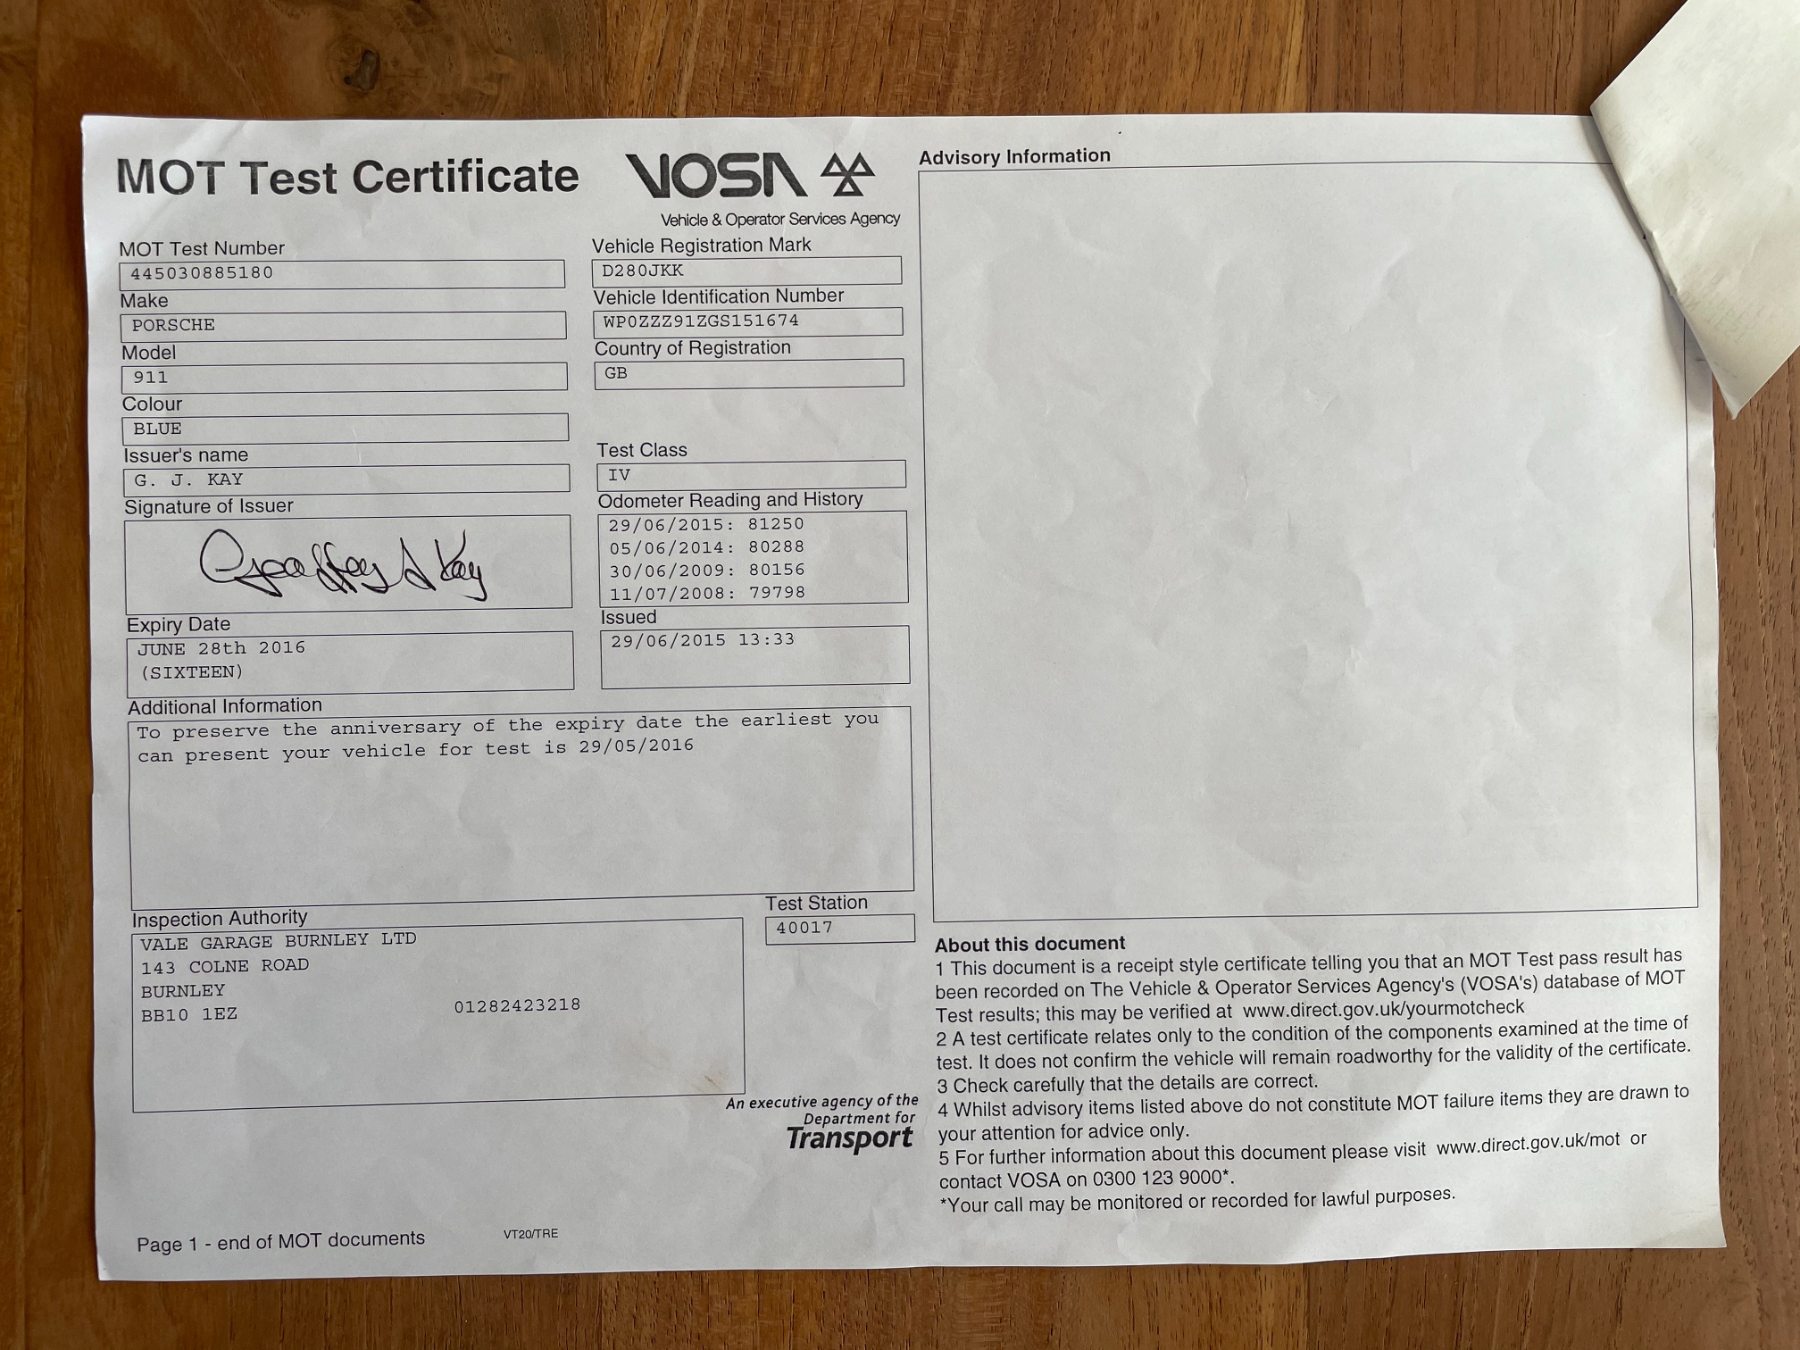 MOT Test Certificate
VOSA
Vehicle & Operator Services Agency
MOT Test Number
445030885180
Make
PORSCHE
Model
911
Colour
BLUE
Issuer's name
G. J. KAY
Signature of Issuer
Geoffrey J Kay
Expiry Date
JUNE 28th 2016
(SIXTEEN)
Vehicle Registration Mark
D280JKK
Vehicle Identification Number
WP0ZZZ91ZGS151674
Country of Registration
GB
Test Class
IV
Odometer Reading and History
29/06/2015: 81250
05/06/2014: 80288
30/06/2009: 80156
11/07/2008: 79798
Issued
29/06/2015 13:33
Additional Information
To preserve the anniversary of the expiry date the earliest you
can present your vehicle for test is 29/05/2016
Inspection Authority
VALE GARAGE BURNLEY LTD
143 COLNE ROAD
BURNLEY
BB10 1EZ 01282423218
Test Station
40017
An executive agency of the
Department for
Transport
Page 1 - end of MOT documents
VT20/TRE
Advisory Information
About this document
1 This document is a receipt style certificate telling you that an MOT Test pass result has
been recorded on The Vehicle & Operator Services Agency's (VOSA's) database of MOT
Test results; this may be verified at www.direct.gov.uk/yourmotcheck
2 A test certificate relates only to the condition of the components examined at the time of
test. It does not confirm the vehicle will remain roadworthy for the validity of the certificate.
3 Check carefully that the details are correct.
4 Whilst advisory items listed above do not constitute MOT failure items they are drawn to
your attention for advice only.
5 For further information about this document please visit www.direct.gov.uk/mot or
contact VOSA on 0300 123 9000*.
*Your call may be monitored or recorded for lawful purposes.